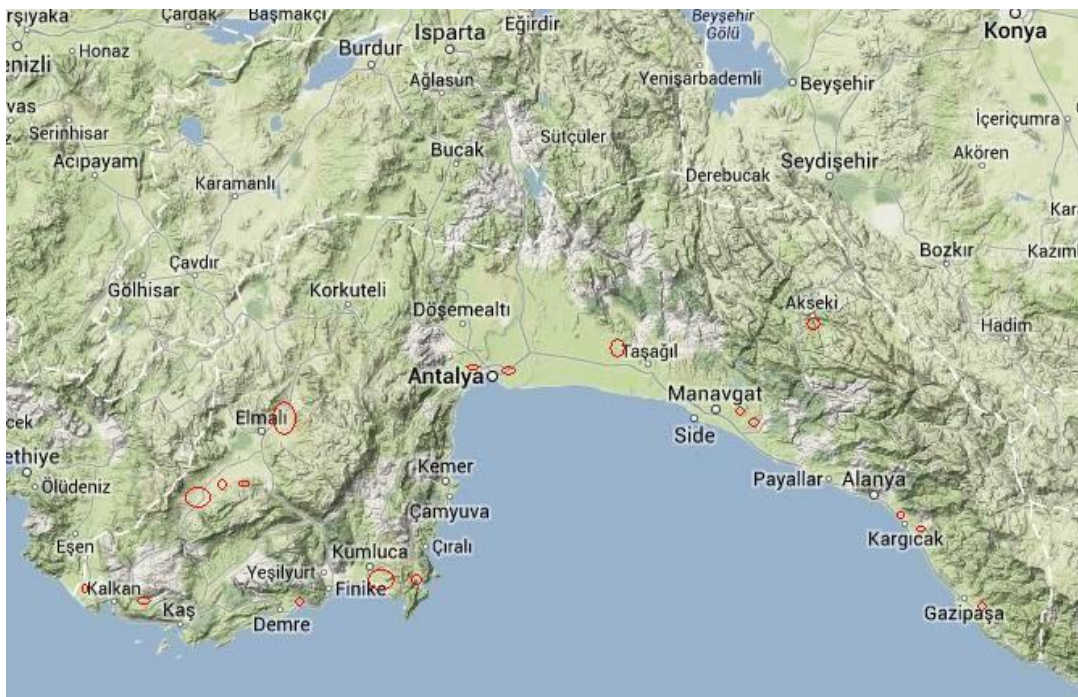 Çardak
Başmakçı
Eğirdir
Beyşehir
Gölü
Konya
Isparta
Honaz
Burdur
Ağlasun
Yenişarbademli
Beyşehir
İçeriçumra
Serinhisar
Sütçüler
Acıpayam
Bucak
Seydişehir
Akören
Karamanlı
Derebucak
Bozkır
Çavdır
Gölhisar
Korkuteli
Akseki
Döşemealtı
Hadim
Taşağıl
Antalya
Manavgat
Elmalı
Side
Kemer
Ölüdeniz
Payallar
Alanya
Çamyuva
Kargıcak
Eşen
Kumluca
Çıralı
Yeşilyurt
Kalkan
Finike
Kaş
Demre
Gazipaşa